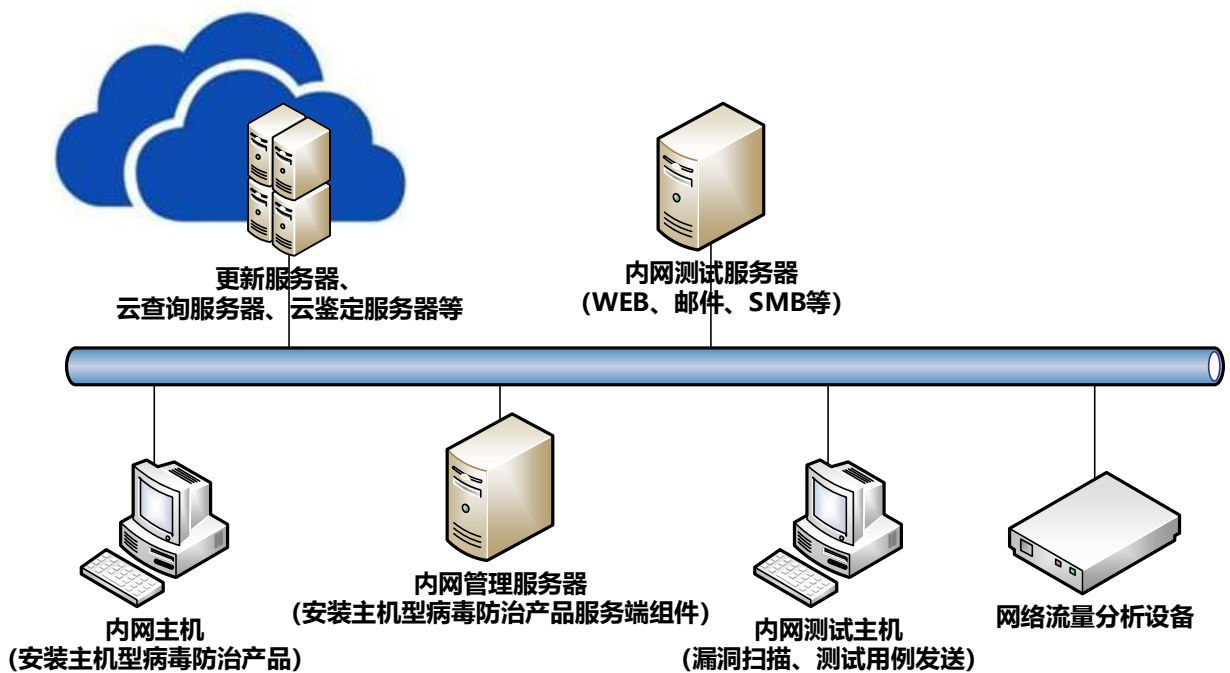 更新服务器、
云查询服务器、云鉴定服务器等
内网测试服务器
（WEB、邮件、SMB等）
内网主机
（安装主机型病毒防治产品）
内网管理服务器
（安装主机型病毒防治产品服务端组件）
内网测试主机
（漏洞扫描、测试用例发送）
网络流量分析设备